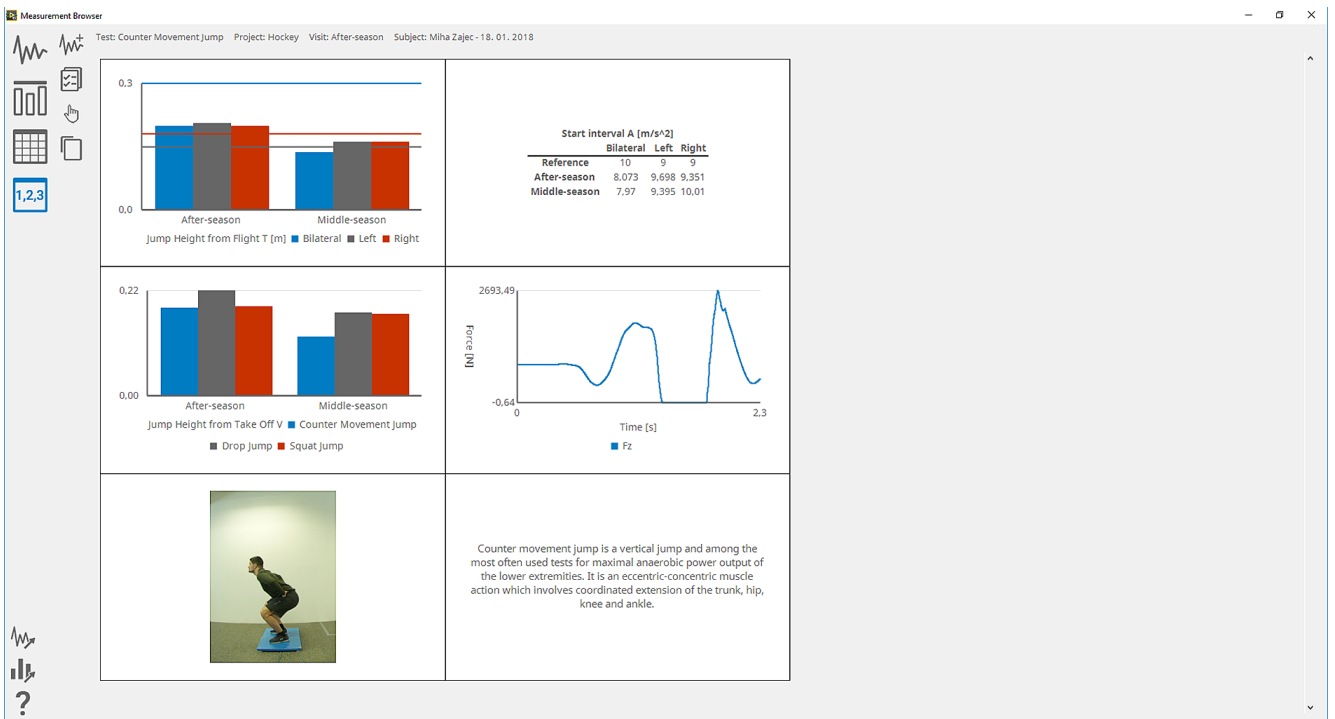 Measurement Browser
Test: Counter Movement Jump Project: Hockey Visit: After-season Subject: Miha Zajec - 18. 01. 2018
1,2,3
0,3
0,0
After-season Middle-season
Jump Height from Flight T [m] Bilateral Left Right
Start interval A [m/s^2]
Bilateral Left Right
Reference 10 9 9
After-season 8,073 9,698 9,351
Middle-season 7,97 9,395 10,01
0,22
0,00
After-season Middle-season
Jump Height from Take Off V Counter Movement Jump
Drop Jump Squat Jump
2693,49
Force [N]
-0,64
0 2,3
Time [s]
Fz
Counter movement jump is a vertical jump and among the
most often used tests for maximal anaerobic power output of
the lower extremities. It is an eccentric-concentric muscle
action which involves coordinated extension of the trunk, hip,
knee and ankle.
?